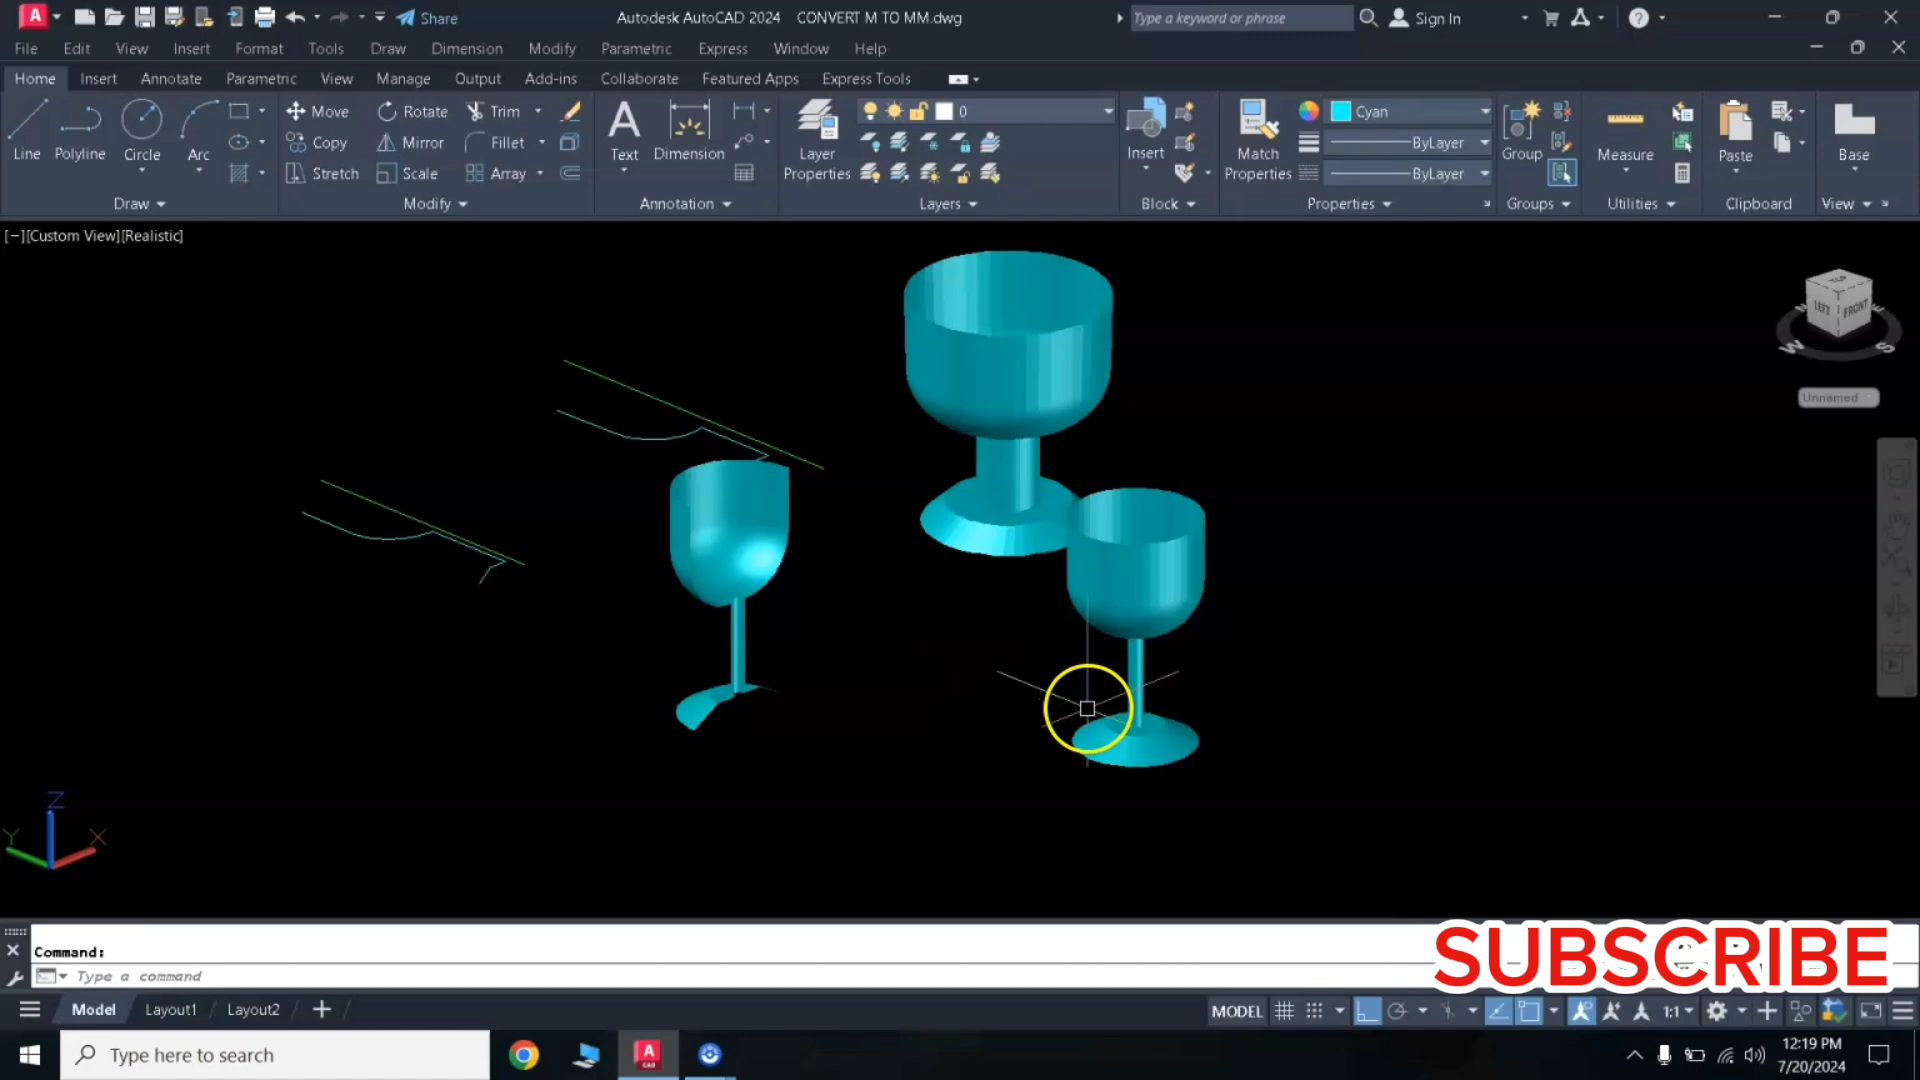 Share
Autodesk AutoCAD 2024 CONVERT M TO MM.dwg
Type a keyword or phrase
Sign In
File Edit View Insert Format Tools Draw Dimension Modify Parametric Express Window Help
Home Insert Annotate Parametric View Manage Output Add-ins Collaborate Featured Apps Express Tools
Line Polyline Circle Arc
Move Rotate Trim
Copy Mirror Fillet
Stretch Scale Array
Text Dimension
Layer Properties
0
Insert
Match Properties
Cyan
ByLayer
ByLayer
Group
Measure
Paste
Base
Draw Modify Annotation Layers Block Properties Groups Utilities Clipboard View
[−][Custom View][Realistic]
TOP
LEFT FRONT
W S
Unnamed
Z
Y X
Command:
Type a command
SUBSCRIBE
Model Layout1 Layout2
MODEL 1:1
Type here to search
A
CAD
12:19 PM
7/20/2024